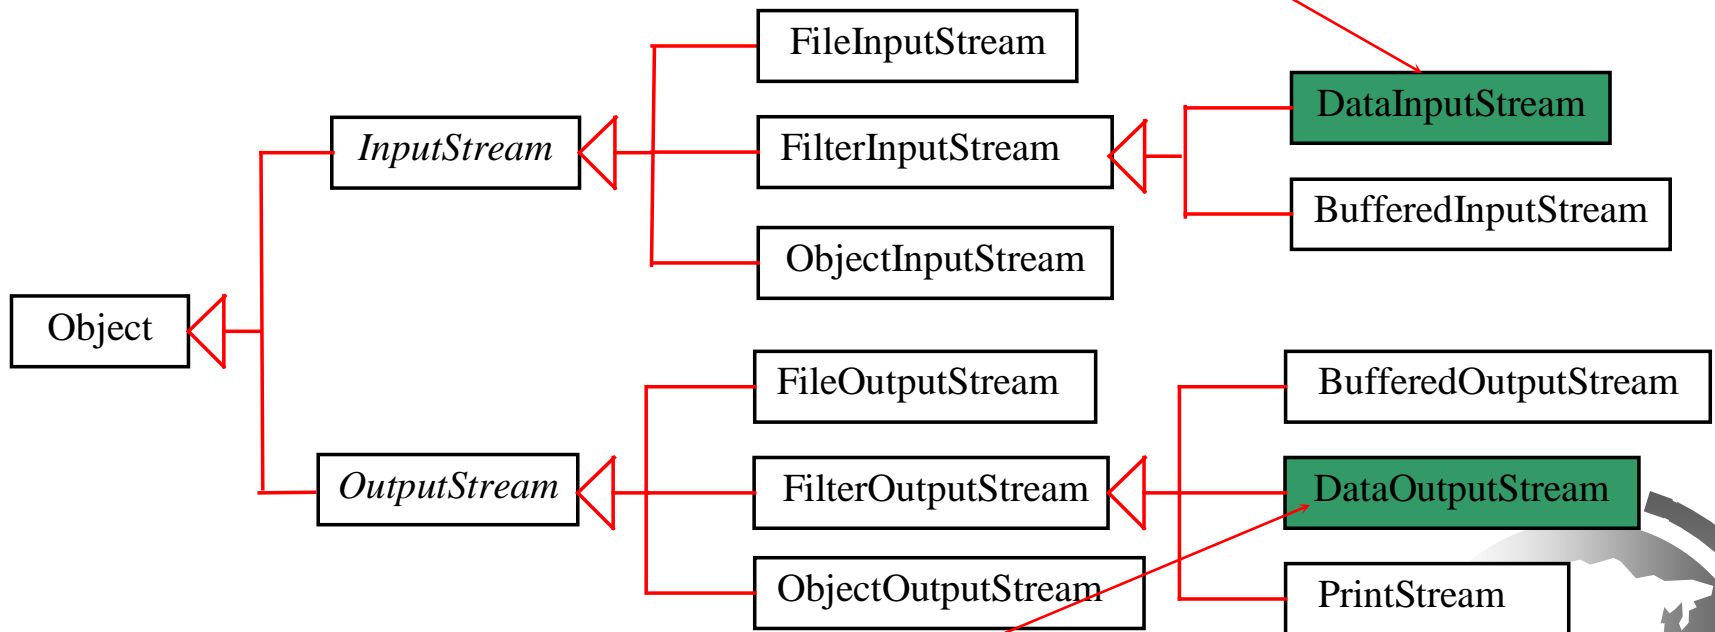 FileInputStream
DataInputStream
InputStream
FilterInputStream
BufferedInputStream
ObjectInputStream
Object
FileOutputStream
BufferedOutputStream
OutputStream
FilterOutputStream
DataOutputStream
ObjectOutputStream
PrintStream